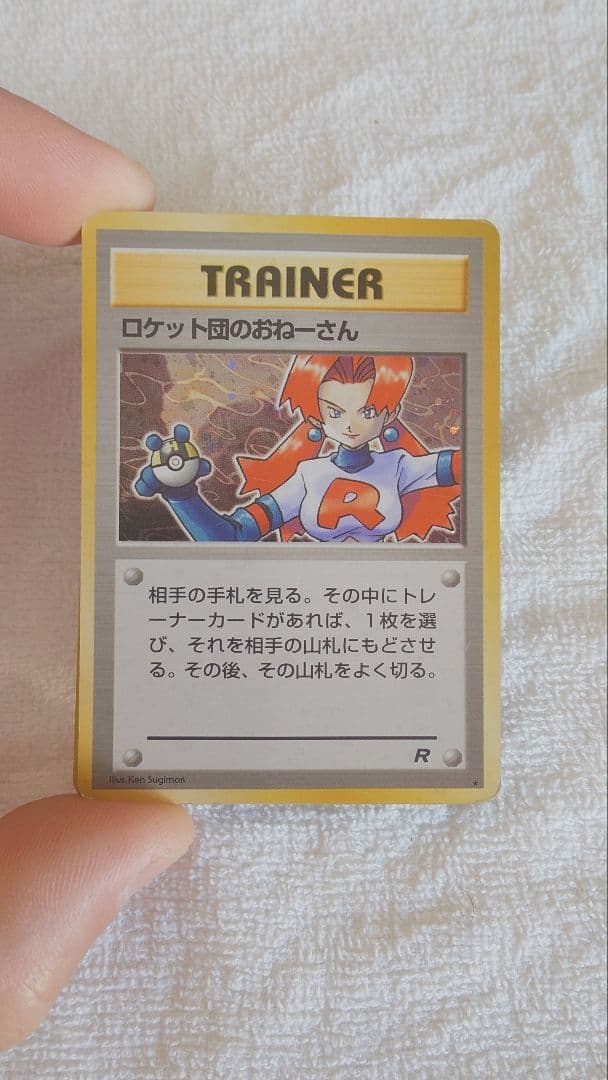 TRAINER
ロケット団のおねーさん
R
相手の手札を見る。その中にトレ
ーナーカードがあれば、1枚を選
び、それを相手の山札にもどさせ
る。その後、その山札をよく切る。
R
Illus. Ken Sugimori
★